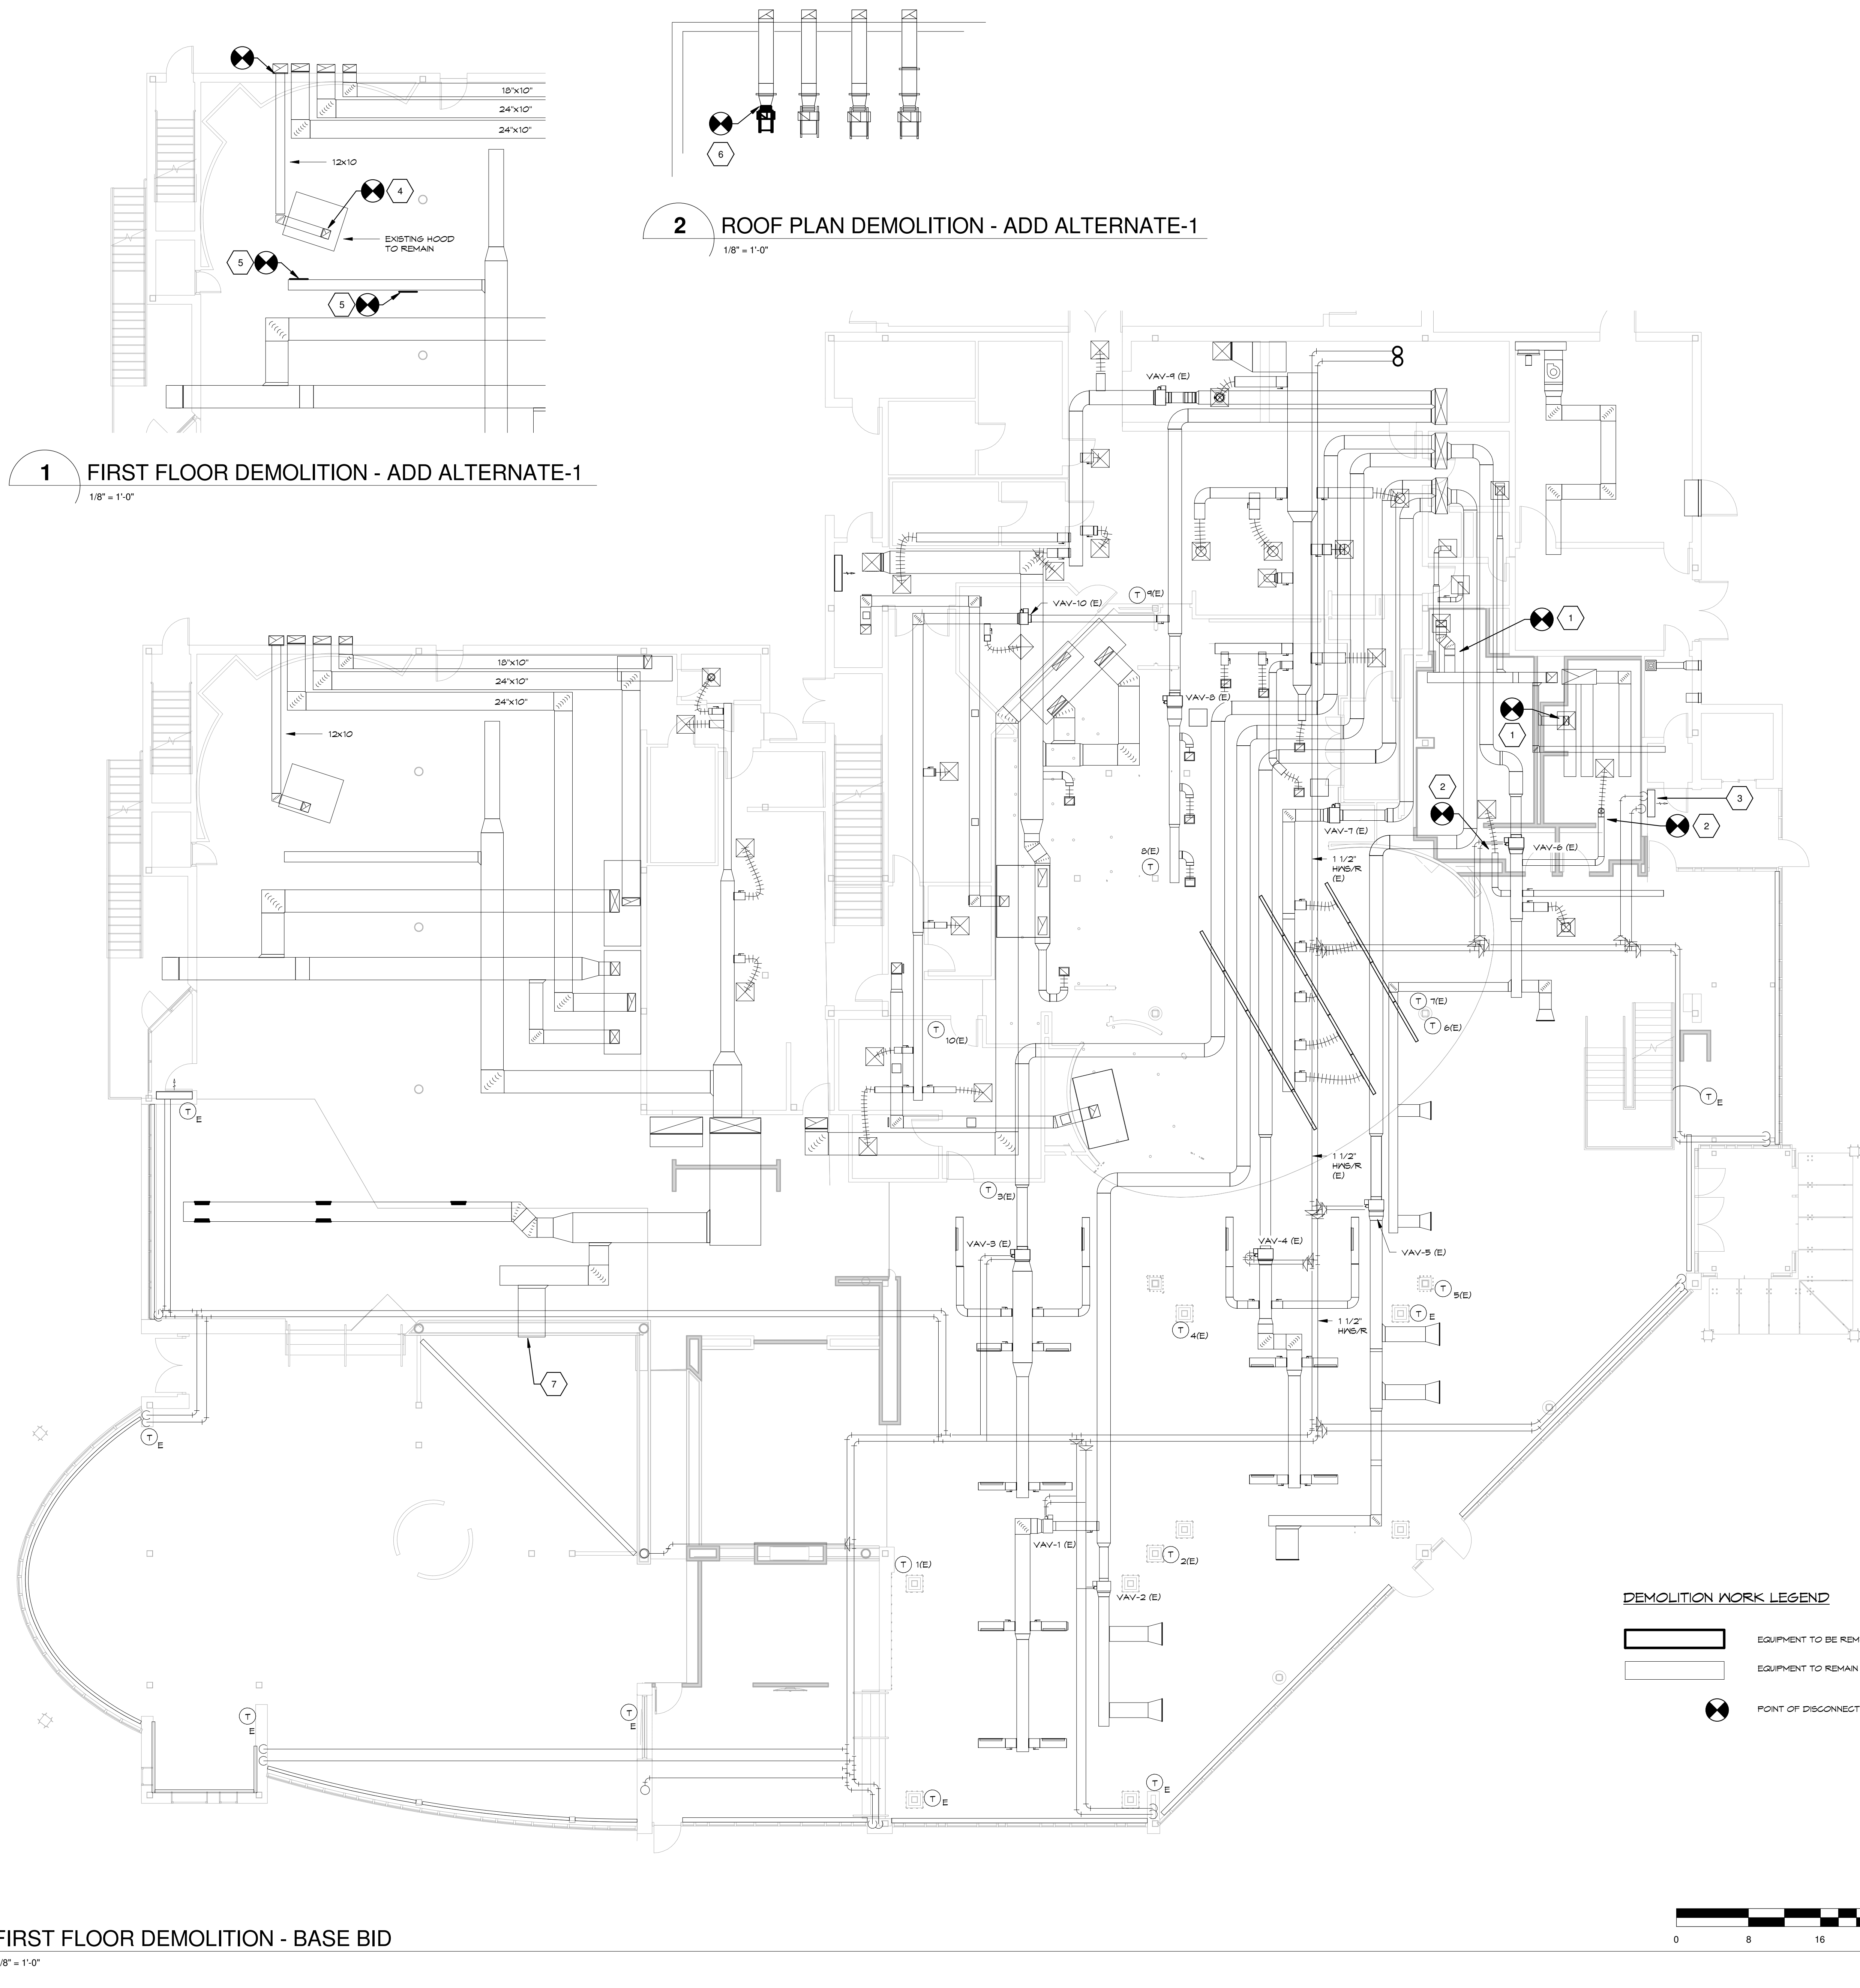 18"x10"
24"x10"
24"x10"
12x10
4
EXISTING HOOD
TO REMAIN
5
5
1
FIRST FLOOR DEMOLITION - ADD ALTERNATE-1
1/8" = 1'-0"
6
2
ROOF PLAN DEMOLITION - ADD ALTERNATE-1
1/8" = 1'-0"
VAV-9 (E)
VAV-10 (E)
T 9(E)
1
18"x10"
24"x10"
24"x10"
12x10
VAV-8 (E)
1
2
3
2
VAV-7 (E)
VAV-6 (E)
8(E)
T
1 1/2"
HWS/R
(E)
T 7(E)
T 6(E)
T
10(E)
T
E
T
E
1 1/2"
HWS/R
(E)
T 3(E)
VAV-3 (E)
VAV-4 (E)
VAV-5 (E)
T 5(E)
T E
T 4(E)
1 1/2"
HWS/R
7
T
E
VAV-1 (E)
T 1(E)
T 2(E)
VAV-2 (E)
DEMOLITION WORK LEGEND
EQUIPMENT TO BE REM
EQUIPMENT TO REMAIN
POINT OF DISCONNECT
T
E
T
E
T
E
T E
0 8 16
FIRST FLOOR DEMOLITION - BASE BID
/8" = 1'-0"